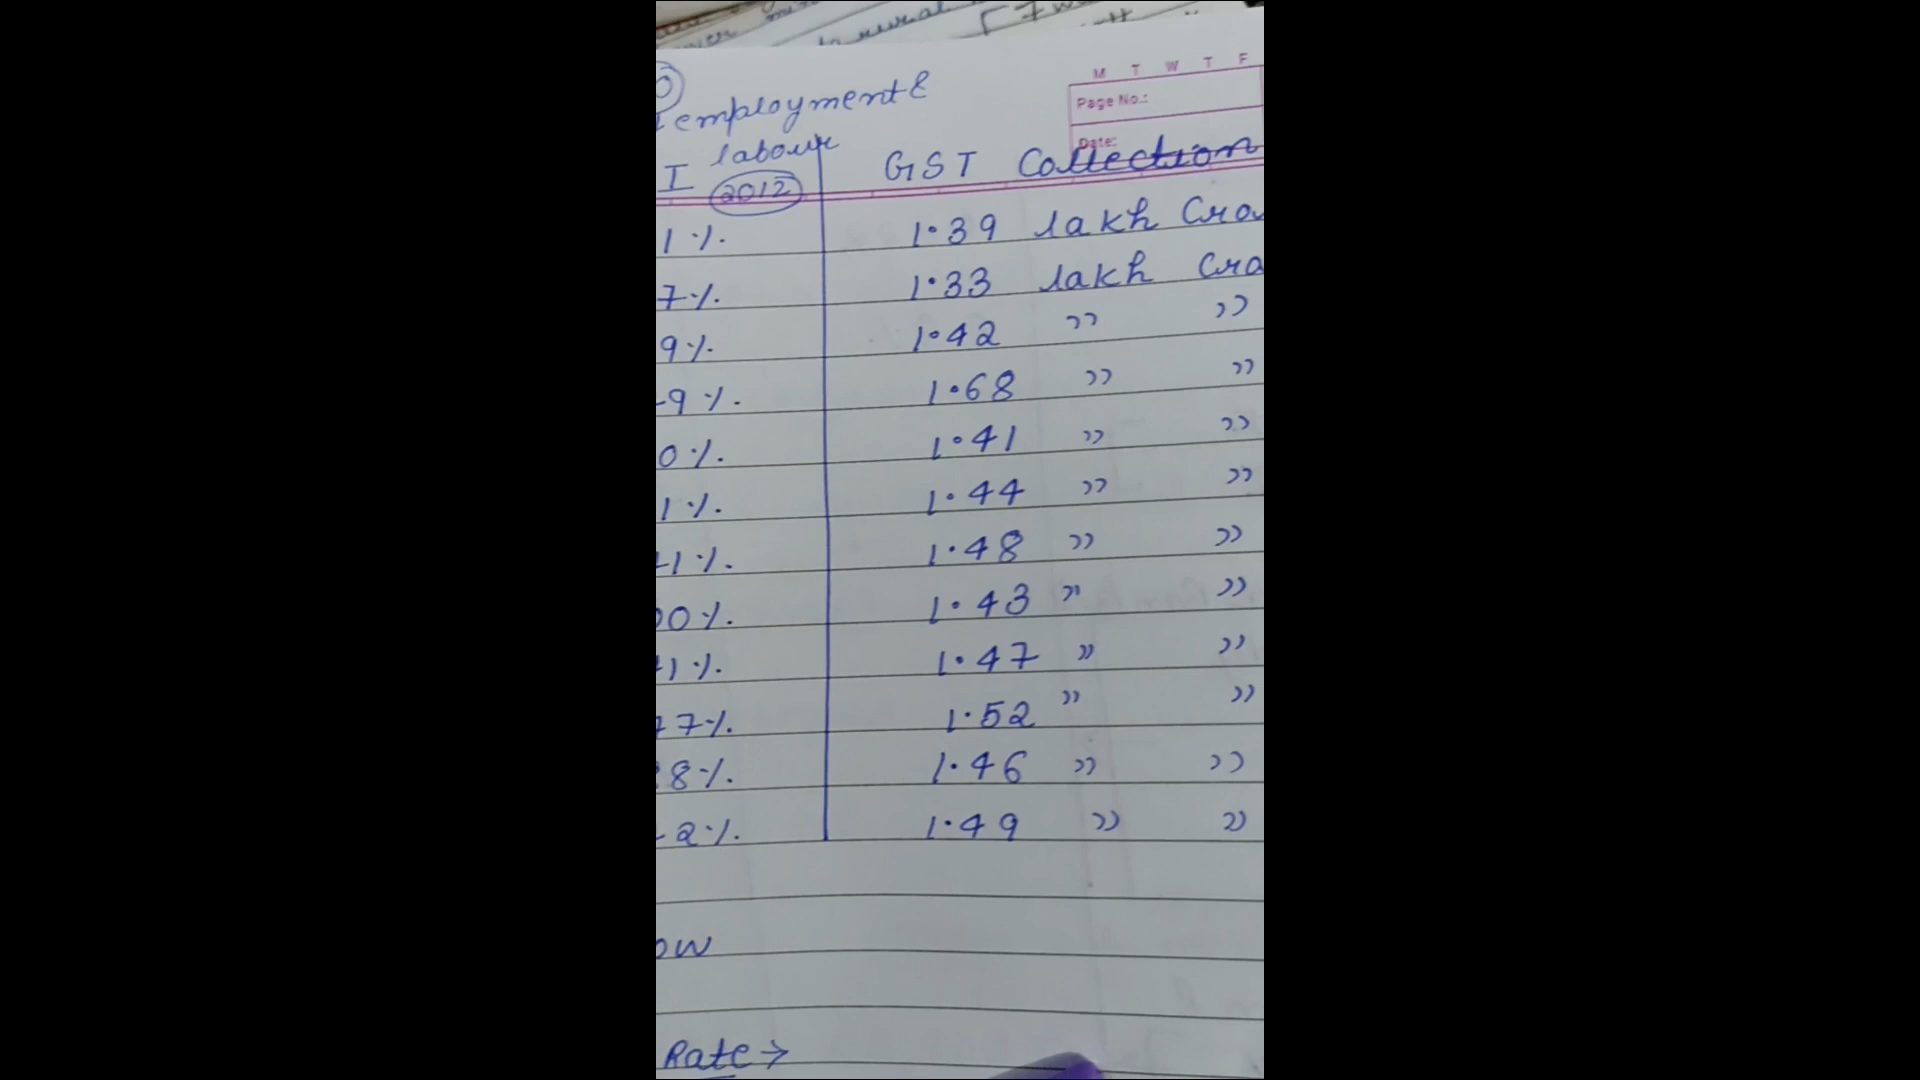 employment &
labour
I 2012 GST Collection
M T W T F
Page No.:
Date:
1%. 1.39 lakh Cro
7%. 1.33 lakh Cro
9%. 1.42 ,, ,,
9%. 1.68 ,, ,,
0%. 1.41 ,, ,,
1%. 1.44 ,, ,,
1%. 1.48 ,, ,,
0%. 1.43 ,, ,,
1%. 1.47 ,, ,,
7%. 1.52 ,, ,,
8%. 1.46 ,, ,,
2%. 1.49 ,, ,,
ow
Rate →